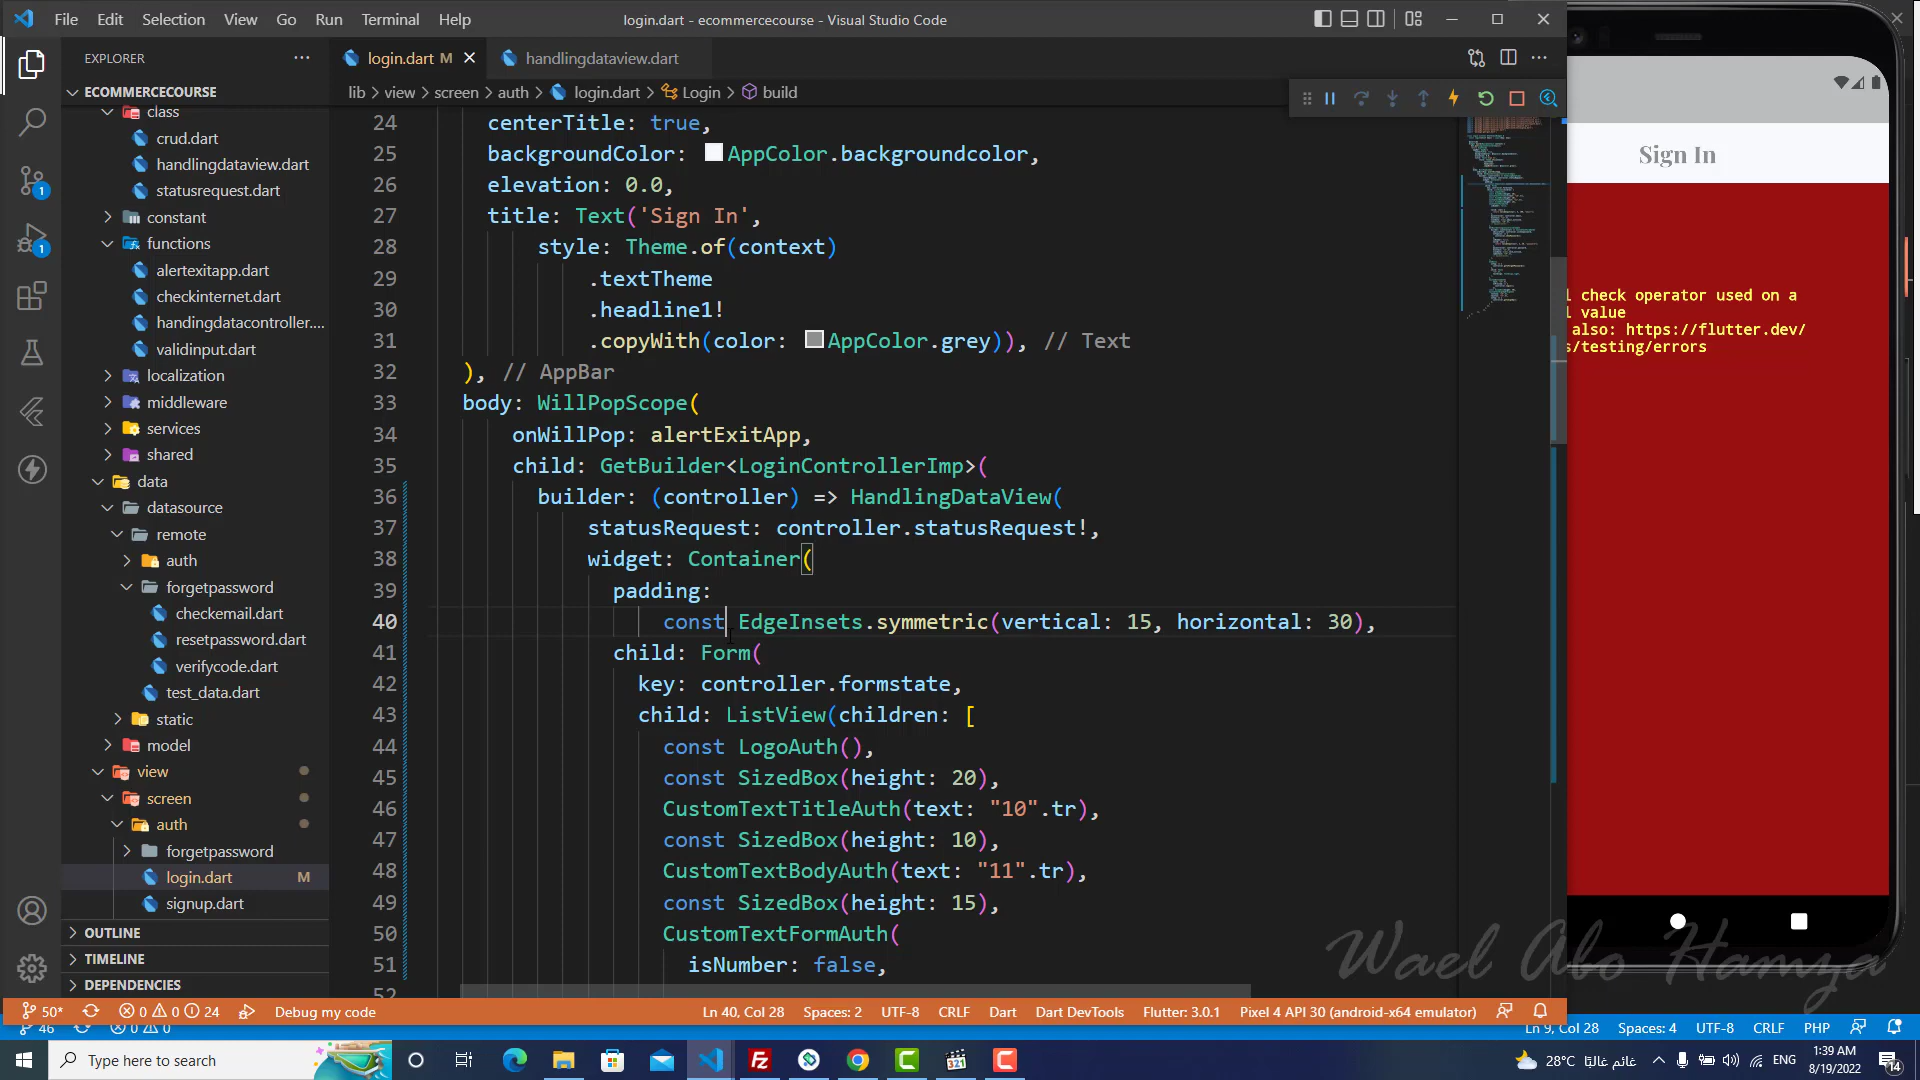 File Edit Selection View Go Run Terminal Help
login.dart - ecommercecourse - Visual Studio Code
EXPLORER
login.dart M
handlingdataview.dart
ECOMMERCECOURSE
lib > view > screen > auth > login.dart > Login > build
class
crud.dart
handlingdataview.dart
statusrequest.dart
constant
functions
alertexitapp.dart
checkinternet.dart
handingdatacontroller....
validinput.dart
localization
middleware
services
shared
data
datasource
remote
auth
forgetpassword
checkemail.dart
resetpassword.dart
verifycode.dart
test_data.dart
static
model
view
screen
auth
forgetpassword
login.dart M
signup.dart
OUTLINE
TIMELINE
DEPENDENCIES
24 centerTitle: true,
25 backgroundColor: AppColor.backgroundcolor,
26 elevation: 0.0,
27 title: Text('Sign In',
28 style: Theme.of(context)
29 .textTheme
30 .headline1!
31 .copyWith(color: AppColor.grey)), // Text
32 ), // AppBar
33 body: WillPopScope(
34 onWillPop: alertExitApp,
35 child: GetBuilder<LoginControllerImp>(
36 builder: (controller) => HandlingDataView(
37 statusRequest: controller.statusRequest!,
38 widget: Container(
39 padding:
40 const EdgeInsets.symmetric(vertical: 15, horizontal: 30),
41 child: Form(
42 key: controller.formstate,
43 child: ListView(children: [
44 const LogoAuth(),
45 const SizedBox(height: 20),
46 CustomTextTitleAuth(text: "10".tr),
47 const SizedBox(height: 10),
48 CustomTextBodyAuth(text: "11".tr),
49 const SizedBox(height: 15),
50 CustomTextFormAuth(
51 isNumber: false,
52
Sign In
l check operator used on a
l value
also: https://flutter.dev/
s/testing/errors
Wael Abo Hamza
50* 0 0 24 Debug my code Ln 40, Col 28 Spaces: 2 UTF-8 CRLF Dart Dart DevTools Flutter: 3.0.1 Pixel 4 API 30 (android-x64 emulator)
46 0 0 Ln 9, Col 28 Spaces: 4 UTF-8 CRLF PHP
Type here to search
28°C غائم غالبًا ENG
1:39 AM
8/19/2022
14